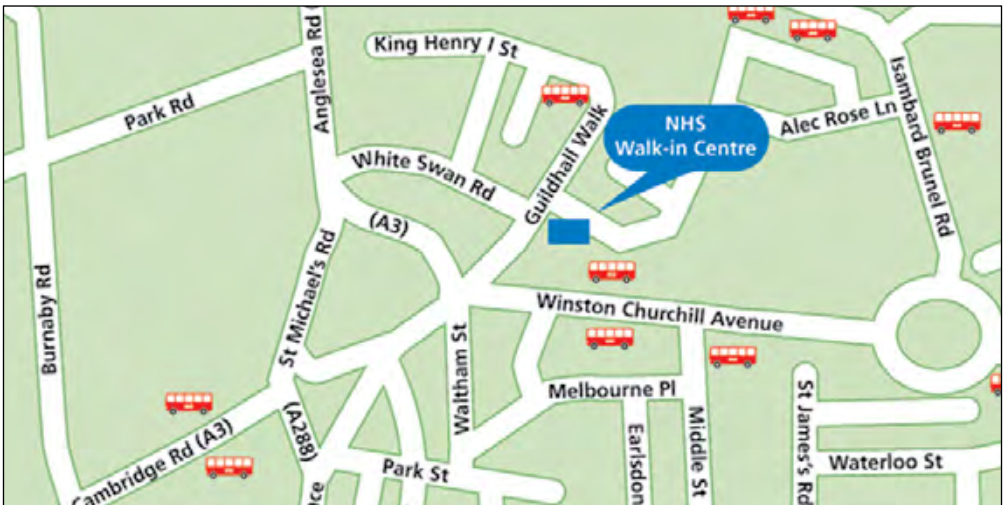 King Henry I St
Park Rd
Anglesea Rd
Isambard Brunel Rd
NHS
Walk-in Centre
Alec Rose Ln
White Swan Rd
Guildhall Walk
(A3)
St Michael's Rd
Burnaby Rd
Winston Churchill Avenue
Waltham St
Melbourne Pl
St James's Rd
Cambridge Rd (A3)
(A288)
Middle St
Earlsdon
Park St
Waterloo St